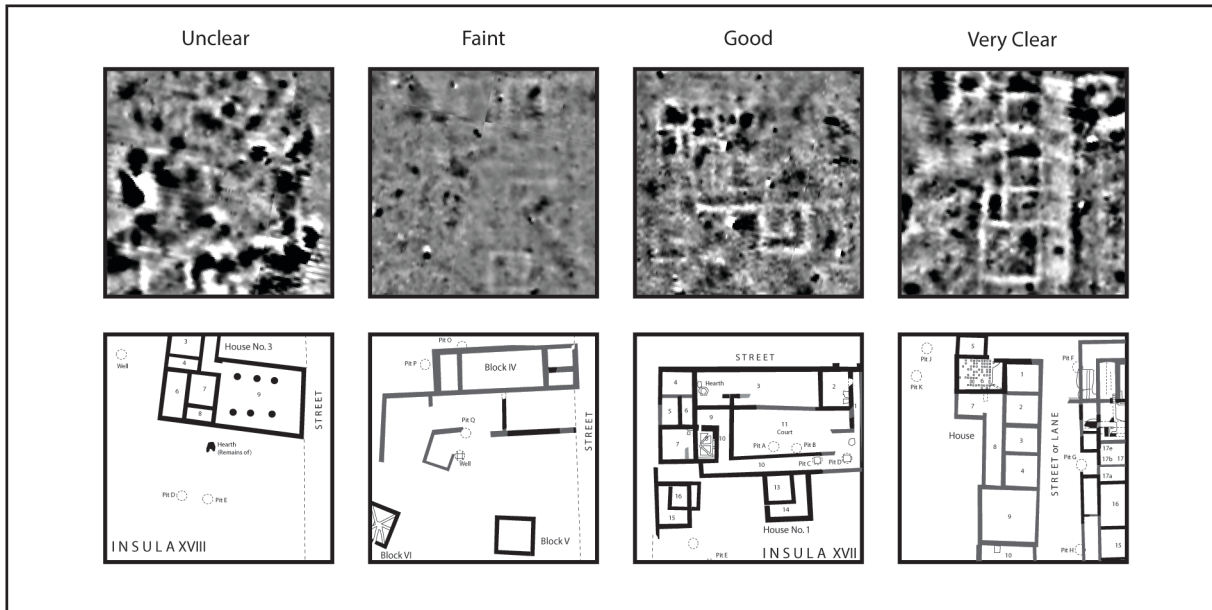 Unclear
Faint
Good
Very Clear
Well
3
House No. 3
4
6
7
9
8
STREET
Hearth
(Remains of)
Pit D
Pit E
INSULA XVIII
Pit O
Pit P
Block IV
Pit Q
Well
STREET
Block VI
Block V
STREET
4
Hearth
3
2
1
5
6
9
11
Court
7
8
10
Pit A
Pit B
10
Pit C
Pit D
16
13
15
14
House No. 1
Pit E
INSULA XVII
Pit J
5
Pit F
Pit K
6
1
7
2
House
8
3
4
STREET or LANE
Pit G
17e
17b
17
17a
9
16
Pit H
15
10